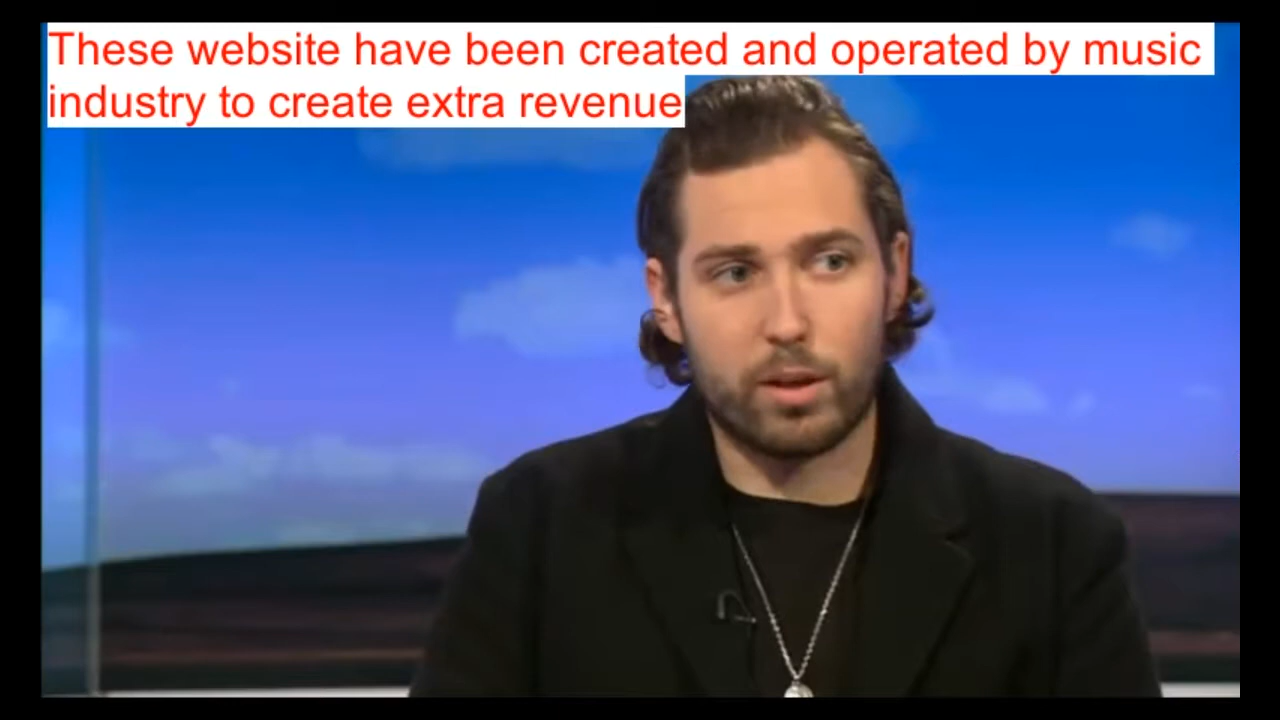 These website have been created and operated by music
industry to create extra revenue